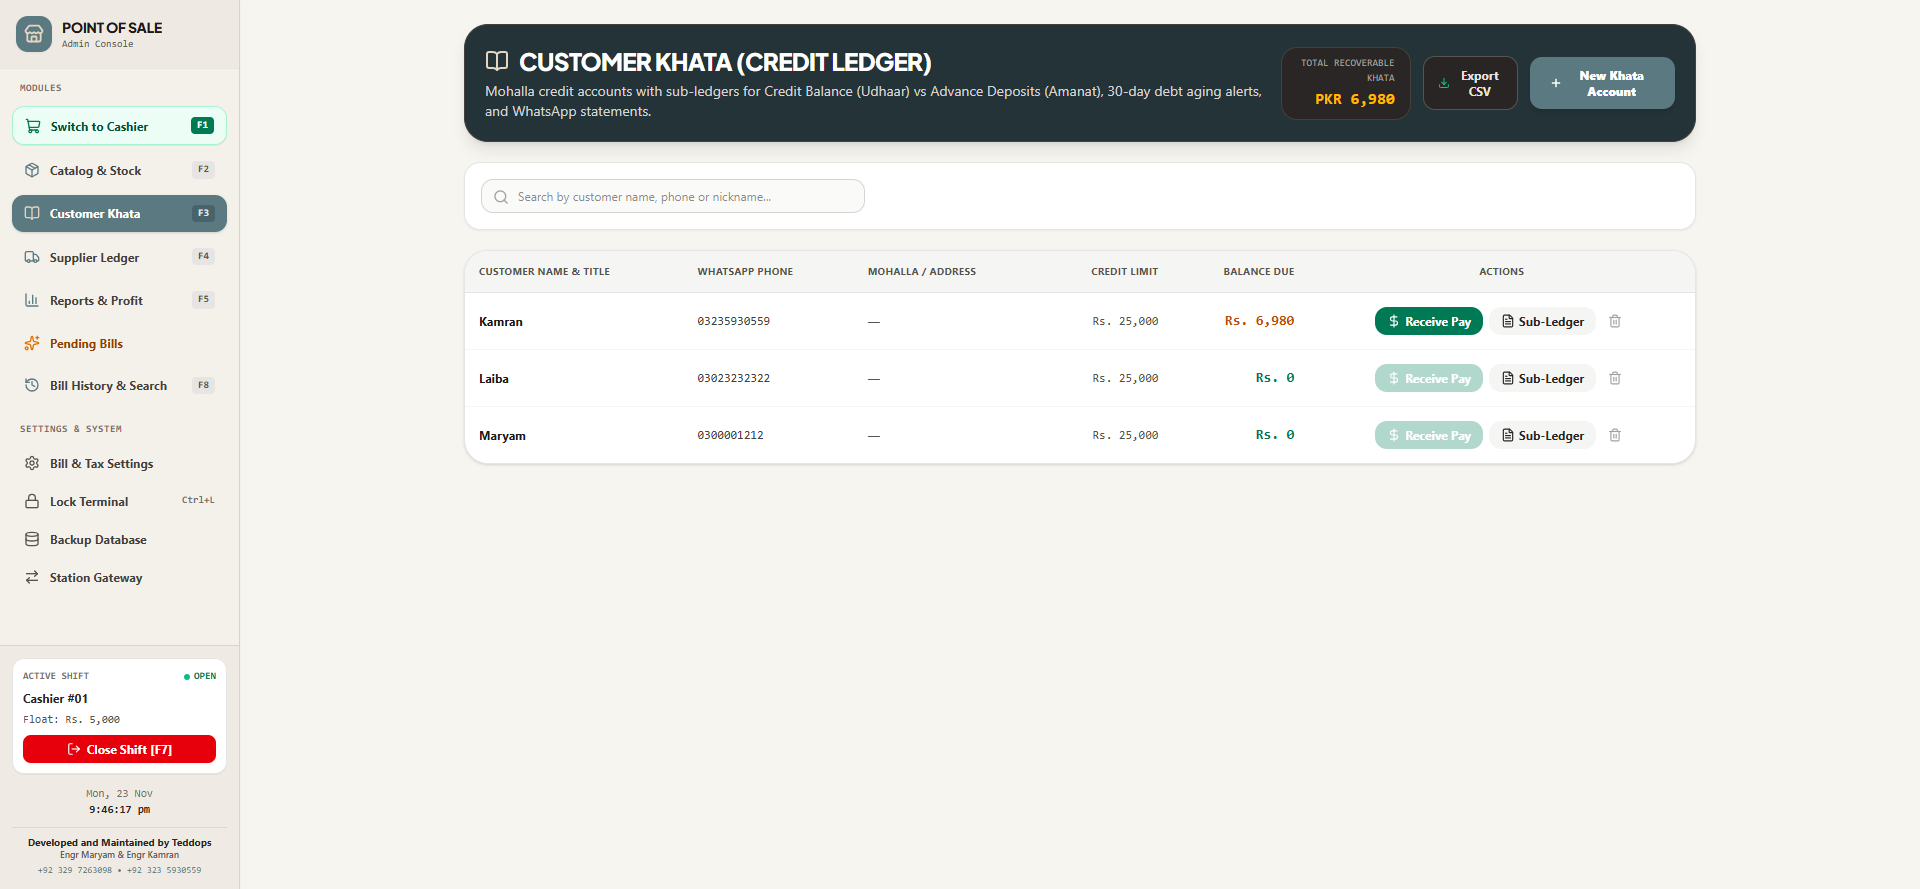 POINT OF SALE
Admin Console
MODULES
Switch to Cashier F1
Catalog & Stock F2
Customer Khata F3
Supplier Ledger F4
Reports & Profit F5
Pending Bills
Bill History & Search F8
SETTINGS & SYSTEM
Bill & Tax Settings
Lock Terminal Ctrl+L
Backup Database
Station Gateway
ACTIVE SHIFT OPEN
Cashier #01
Float: Rs. 5,000
Close Shift [F7]
Mon, 23 Nov
9:46:17 pm
Developed and Maintained by Teddops
Engr Maryam & Engr Kamran
+92 329 7263098 • +92 323 5930559
CUSTOMER KHATA (CREDIT LEDGER)
Mohalla credit accounts with sub-ledgers for Credit Balance (Udhaar) vs Advance Deposits (Amanat), 30-day debt aging alerts,
and WhatsApp statements.
TOTAL RECOVERABLE
KHATA
PKR 6,980
Export
CSV
New Khata
Account
Search by customer name, phone or nickname...
CUSTOMER NAME & TITLE WHATSAPP PHONE MOHALLA / ADDRESS CREDIT LIMIT BALANCE DUE ACTIONS
Kamran 03235930559 — Rs. 25,000 Rs. 6,980 $ Receive Pay Sub-Ledger
Laiba 03023232322 — Rs. 25,000 Rs. 0 $ Receive Pay Sub-Ledger
Maryam 0300001212 — Rs. 25,000 Rs. 0 $ Receive Pay Sub-Ledger